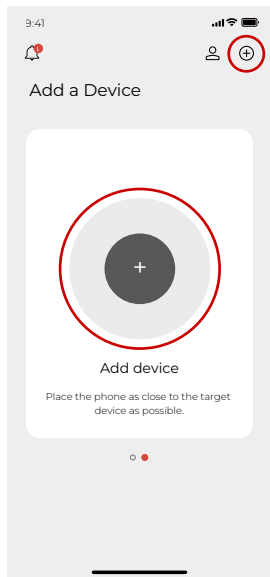 9:41
Add a Device
Add device
Place the phone as close to the target
device as possible.